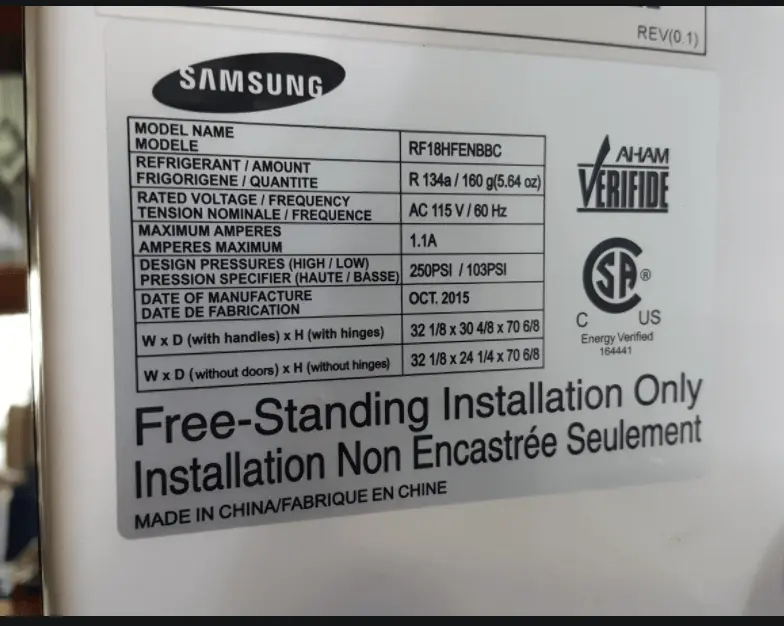 REV(0.1)
SAMSUNG
MODEL NAME
MODELE
RF18HFENBBC
REFRIGERANT / AMOUNT
FRIGORIGENE / QUANTITE
R 134a / 160 g(5.64 oz)
RATED VOLTAGE / FREQUENCY
TENSION NOMINALE / FREQUENCE
AC 115 V / 60 Hz
MAXIMUM AMPERES
AMPERES MAXIMUM
1.1A
DESIGN PRESSURES (HIGH / LOW)
PRESSION SPECIFIER (HAUTE / BASSE)
250PSI / 103PSI
DATE OF MANUFACTURE
DATE DE FABRICATION
OCT. 2015
W x D (with handles) x H (with hinges)
32 1/8 x 30 4/8 x 70 6/8
W x D (without doors) x H (without hinges)
32 1/8 x 24 1/4 x 70 6/8
AHAM
VERIFIDE
SA ®
C US
Energy Verified
164441
Free-Standing Installation Only
Installation Non Encastrée Seulement
MADE IN CHINA/FABRIQUE EN CHINE